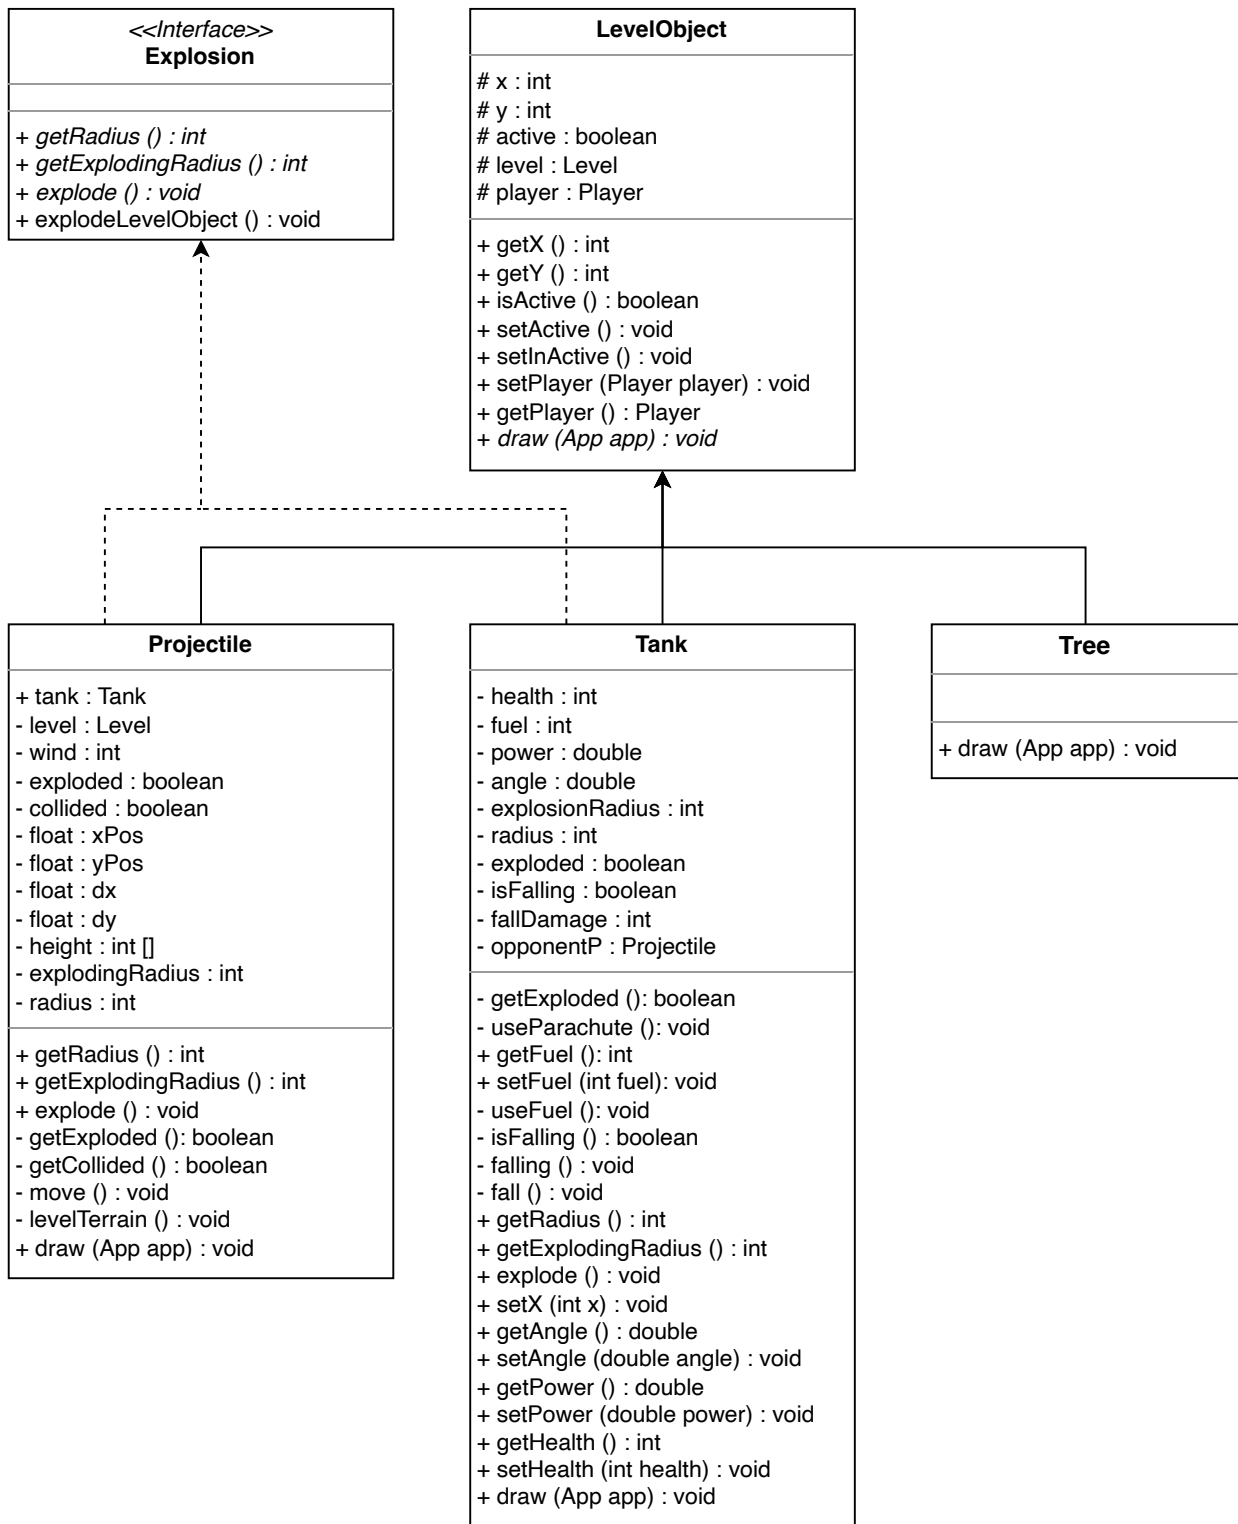 <<Interface>>
Explosion
+ getRadius () : int
+ getExplodingRadius () : int
+ explode () : void
+ explodeLevelObject () : void
LevelObject
# x : int
# y : int
# active : boolean
# level : Level
# player : Player
+ getX () : int
+ getY () : int
+ isActive () : boolean
+ setActive () : void
+ setInActive () : void
+ setPlayer (Player player) : void
+ getPlayer () : Player
+ draw (App app) : void
Projectile
+ tank : Tank
- level : Level
- wind : int
- exploded : boolean
- collided : boolean
- float : xPos
- float : yPos
- float : dx
- float : dy
- height : int []
- explodingRadius : int
- radius : int
+ getRadius () : int
+ getExplodingRadius () : int
+ explode () : void
- getExploded (): boolean
- getCollided () : boolean
- move () : void
- levelTerrain () : void
+ draw (App app) : void
Tank
- health : int
- fuel : int
- power : double
- angle : double
- explosionRadius : int
- radius : int
- exploded : boolean
- isFalling : boolean
- fallDamage : int
- opponentP : Projectile
- getExploded (): boolean
- useParachute (): void
+ getFuel (): int
+ setFuel (int fuel): void
- useFuel (): void
- isFalling () : boolean
- falling () : void
- fall () : void
+ getRadius () : int
+ getExplodingRadius () : int
+ explode () : void
+ setX (int x) : void
+ getAngle () : double
+ setAngle (double angle) : void
+ getPower () : double
+ setPower (double power) : void
+ getHealth () : int
+ setHealth (int health) : void
+ draw (App app) : void
Tree
+ draw (App app) : void